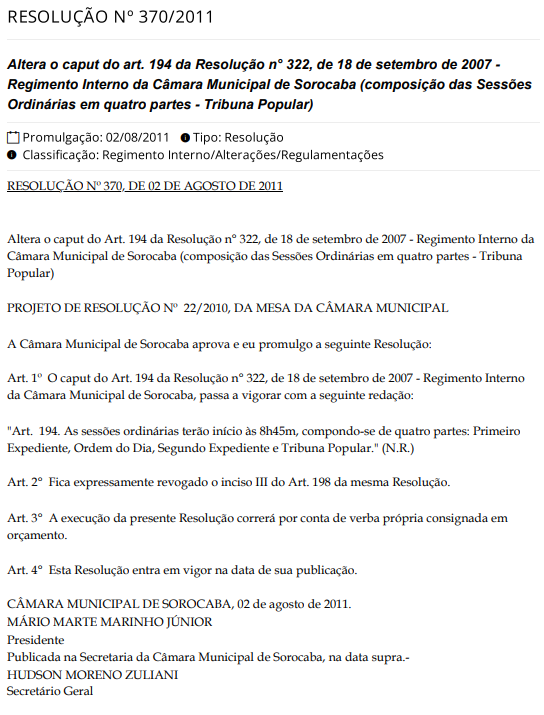 RESOLUÇÃO Nº 370/2011
Altera o caput do art. 194 da Resolução n° 322, de 18 de setembro de 2007 -
Regimento Interno da Câmara Municipal de Sorocaba (composição das Sessões
Ordinárias em quatro partes - Tribuna Popular)
Promulgação: 02/08/2011 Tipo: Resolução
Classificação: Regimento Interno/Alterações/Regulamentações
RESOLUÇÃO Nº 370, DE 02 DE AGOSTO DE 2011
Altera o caput do Art. 194 da Resolução n° 322, de 18 de setembro de 2007 - Regimento Interno da
Câmara Municipal de Sorocaba (composição das Sessões Ordinárias em quatro partes - Tribuna
Popular)
PROJETO DE RESOLUÇÃO Nº 22/2010, DA MESA DA CÂMARA MUNICIPAL
A Câmara Municipal de Sorocaba aprova e eu promulgo a seguinte Resolução:
Art. 1º O caput do Art. 194 da Resolução n° 322, de 18 de setembro de 2007 - Regimento Interno
da Câmara Municipal de Sorocaba, passa a vigorar com a seguinte redação:
"Art. 194. As sessões ordinárias terão início às 8h45m, compondo-se de quatro partes: Primeiro
Expediente, Ordem do Dia, Segundo Expediente e Tribuna Popular." (N.R.)
Art. 2° Fica expressamente revogado o inciso III do Art. 198 da mesma Resolução.
Art. 3° A execução da presente Resolução correrá por conta de verba própria consignada em
orçamento.
Art. 4° Esta Resolução entra em vigor na data de sua publicação.
CÂMARA MUNICIPAL DE SOROCABA, 02 de agosto de 2011.
MÁRIO MARTE MARINHO JÚNIOR
Presidente
Publicada na Secretaria da Câmara Municipal de Sorocaba, na data supra.-
HUDSON MORENO ZULIANI
Secretário Geral